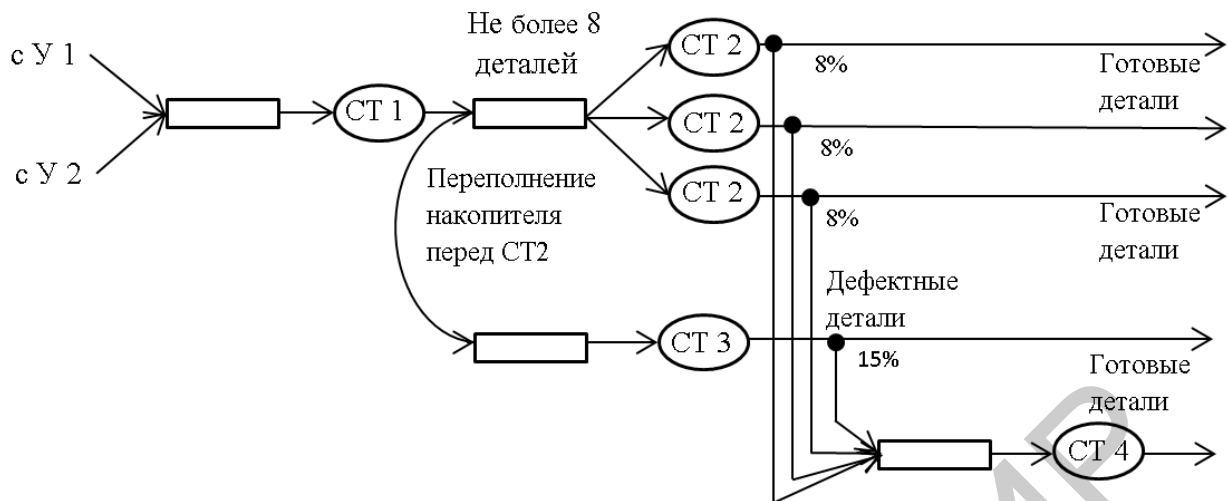 с У 1
с У 2
СТ 1
Не более 8
деталей
СТ 2
8%
Готовые
детали
СТ 2
8%
СТ 2
8%
Готовые
детали
Переполнение
накопителя
перед СТ2
Дефектные
детали
СТ 3
15%
Готовые
детали
СТ 4